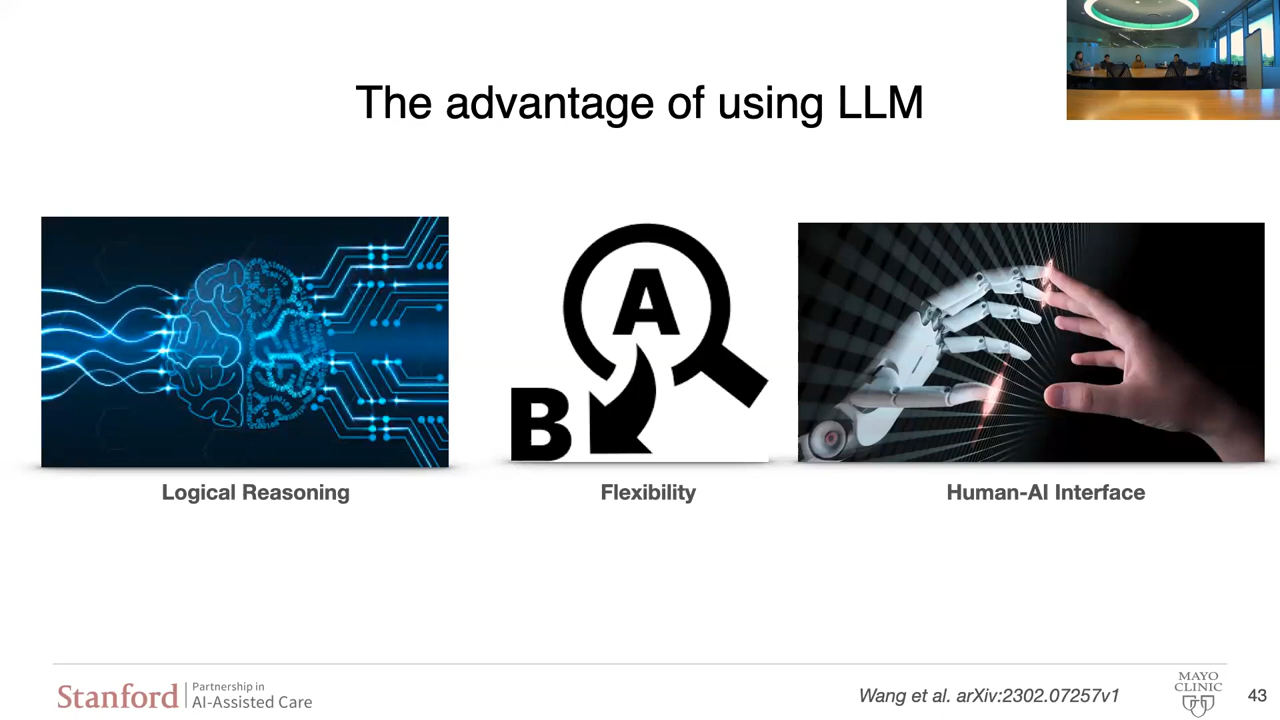 The advantage of using LLM
A
B
Logical Reasoning
Flexibility
Human-AI Interface
Stanford
Partnership in
AI-Assisted Care
Wang et al. arXiv:2302.07257v1
MAYO
CLINIC
43